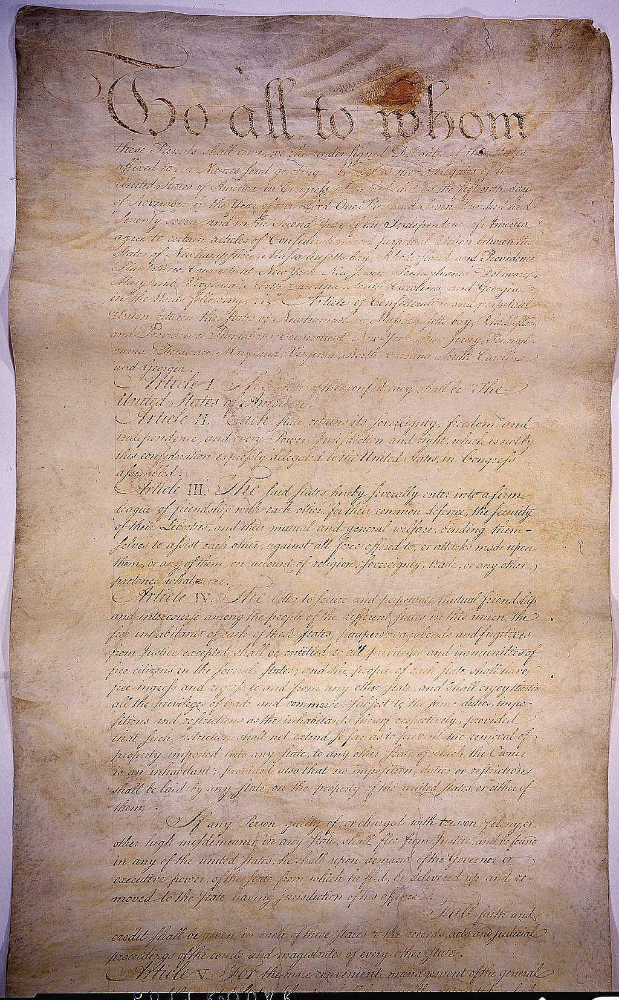 To all to whom
these Presents shall come, we the under signed Delegates of the States
affixed to our Names send greeting. Whereas the Delegates of the
United States of America in Congress assembled did on the fifteenth day
of November in the Year of our Lord One Thousand Seven Hundred and
Seventy seven, and in the Second Year of the Independence of America
agree to certain articles of Confederation and perpetual Union between the
States of Newhampshire, Massachusetts-bay, Rhodeisland and Providence
Plantations, Connecticut, New York, New Jersey, Pennsylvania, Delaware,
Maryland, Virginia, North-Carolina, South-Carolina and Georgia
in the Words following, viz. "Articles of Confederation and perpetual
Union between the States of Newhampshire, Massachusetts-bay, Rhodeisland
and Providence Plantations, Connecticut, New-York, New-Jersey, Pennsyl-
vania, Delaware, Maryland, Virginia, North-Carolina, South-Carolina
and Georgia.
Article I. The Stile of this confederacy shall be "The
United States of America."
Article II. Each state retains its sovereignty, freedom and
independence, and every Power, Jurisdiction and right, which is not by
this confederation expressly delegated to the United States, in Congress
assembled.
Article III. The said states hereby severally enter into a firm
league of friendship with each other, for their common defence, the security
of their Liberties, and their mutual and general welfare, binding them-
selves to assist each other, against all force offered to, or attacks made upon
them, or any of them, on account of religion, sovereignty, trade, or any other
pretence whatever.
Article IV. The better to secure and perpetuate mutual friendship
and intercourse among the people of the different states in this union, the
free inhabitants of each of these states, paupers, vagabonds and fugitives
from Justice excepted, shall be entitled to all privileges and immunities of
free citizens in the several states; and the people of each state shall have
free ingress and regress to and from any other state, and shall enjoy therein
all the privileges of trade and commerce, subject to the same duties, impo-
sitions and restrictions as the inhabitants thereof respectively, provided
that such restriction shall not extend so far as to prevent the removal of
property imported into any state, to any other state of which the Owner
is an inhabitant; provided also that no imposition, duties or restriction
shall be laid by any state, on the property of the united states, or either of
them.
If any Person guilty of, or charged with treason, felony, or
other high misdemeanor in any state, shall flee from Justice, and be found
in any of the united states, he shall upon demand of the Governor or
executive power, of the state from which he fled, be delivered up and re-
moved to the state having jurisdiction of his offence.
Full faith and
credit shall be given in each of these states to the records, acts and judicial
proceedings of the courts and magistrates of every other state.
Article V. For the more convenient management of the general